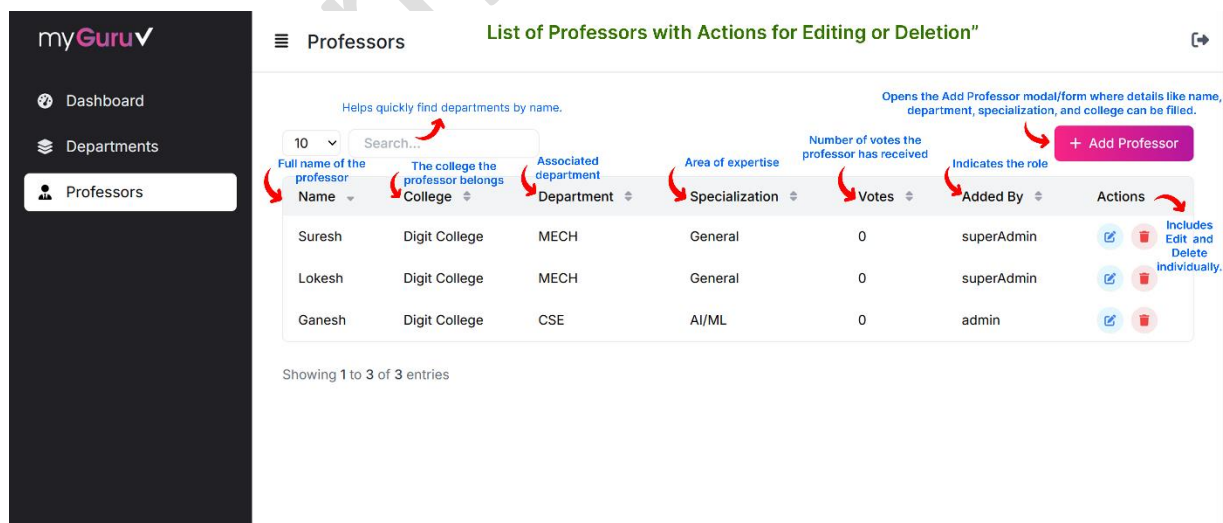 myGuruv
Professors
List of Professors with Actions for Editing or Deletion”
Dashboard
Departments
Professors
Helps quickly find departments by name.
Opens the Add Professor modal/form where details like name,
department, specialization, and college can be filled.
10
Search...
+ Add Professor
Full name of the
professor
The college the
professor belongs
Associated
department
Area of expertise
Number of votes the
professor has received
Indicates the role
Name
College
Department
Specialization
Votes
Added By
Actions
Includes
Edit and
Delete
individually.
Suresh Digit College MECH General 0 superAdmin
Lokesh Digit College MECH General 0 superAdmin
Ganesh Digit College CSE AI/ML 0 admin
Showing 1 to 3 of 3 entries